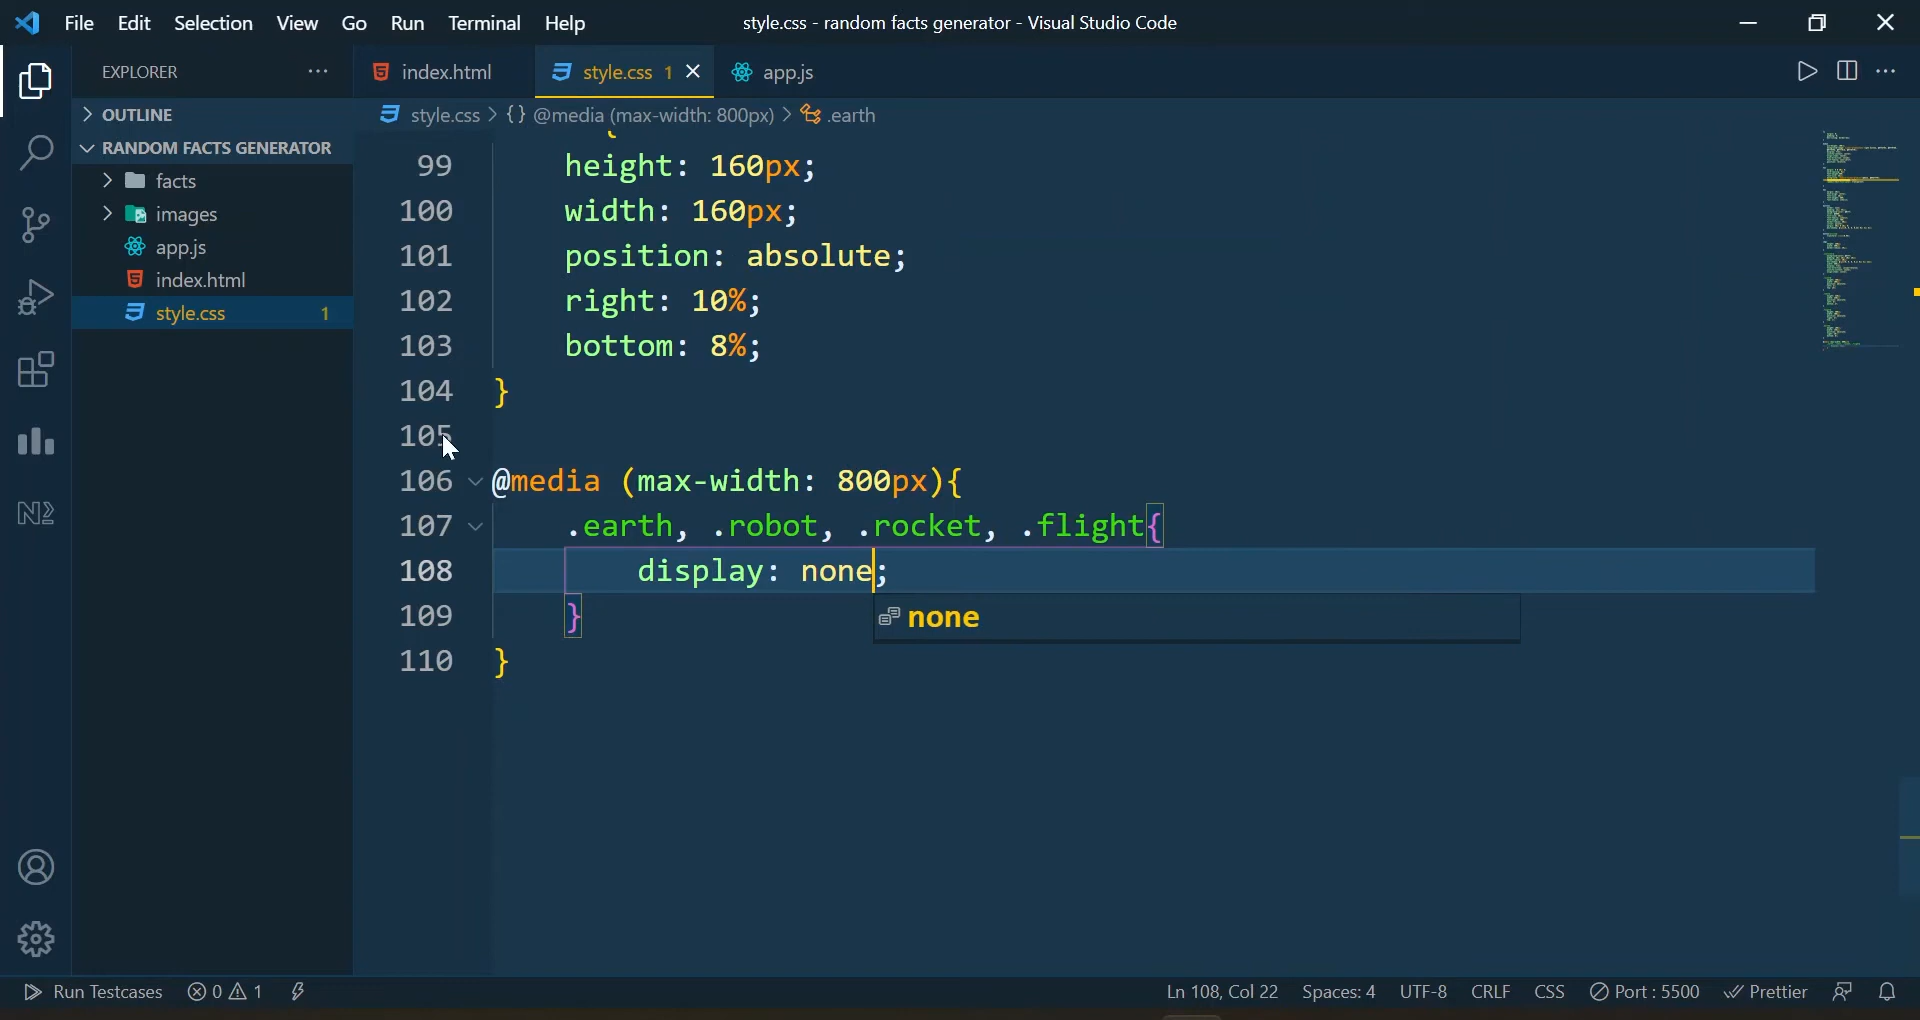 File Edit Selection View Go Run Terminal Help
style.css - random facts generator - Visual Studio Code
EXPLORER
index.html
style.css 1
app.js
OUTLINE
style.css > {} @media (max-width: 800px) > .earth
RANDOM FACTS GENERATOR
facts
images
app.js
index.html
style.css 1
99 height: 160px;
100 width: 160px;
101 position: absolute;
102 right: 10%;
103 bottom: 8%;
104 }
105
106 @media (max-width: 800px){
107 .earth, .robot, .rocket, .flight{
108 display: none;
109 }
none
110 }
Run Testcases 0 1
Ln 108, Col 22 Spaces: 4 UTF-8 CRLF CSS Port : 5500 Prettier